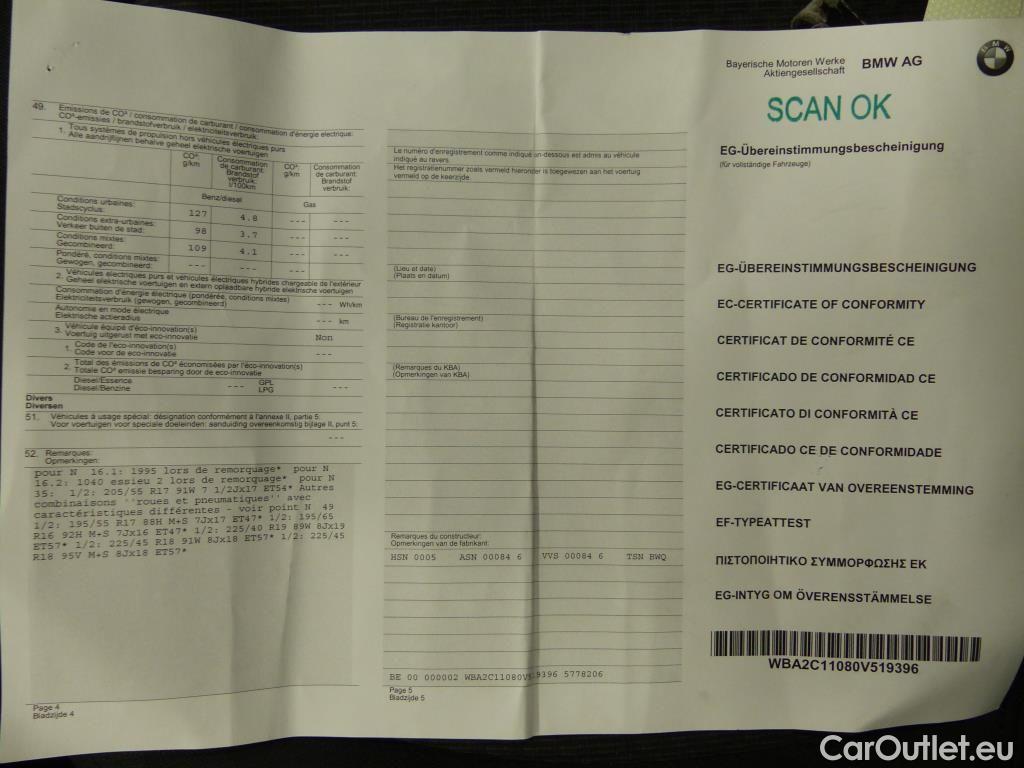 49. Emissions de CO² / consommation de carburant / consommation d'énergie electrique:
CO²-emissies / brandstofverbruik / elektriciteitsverbruik:
1. Tous systèmes de propulsion hors véhicules électriques purs
Alle aandrijflijnen behalve geheel elektrische voertuigen
CO²: g/km
Consommation de carburant: Brandstof verbruik: l/100km
CO²: g/km
Consommation de carburant: Brandstof verbruik:
Benz/diesel
Gas
Conditions urbaines:
Stadscyclus: 127 4.8 --- ---
Conditions extra-urbaines:
Verkeer buiten de stad: 98 3.7 --- ---
Conditions mixtes:
Gecombineerd: 109 4.1 --- ---
Pondéré, conditions mixtes:
Gewogen, gecombineerd: --- --- --- ---
2. Véhicules électriques purs et véhicules électriques hybrides chargeable de l'extérieur
Geheel elektrische voertuigen en extern oplaadbare hybride elektrische voertuigen
Consommation d'énergie électrique (pondérée, conditions mixtes)
Elektriciteitsverbruik (gewogen, gecombineerd) --- Wh/km
Autonomie en mode électrique
Elektrische actieradius --- km
3. Véhicule équipé d'éco-innovation(s)
Voertuig uitgerust met eco-innovatie Non
1. Code de l'eco-innovation(s)
Code voor de eco-innovatie ---
2. Total des émissions de CO² économisées par l'éco-innovation(s)
Totale CO² emissie besparing door de eco-innovatie
Diesel/Essence
Diesel/Benzine --- GPL
LPG ---
Divers
Diversen
51. Véhicules à usage spécial: désignation conformément à l'annexe II, partie 5:
Voor voertuigen voor speciale doeleinden: aanduiding overeenkomstig bijlage II, punt 5:
---
52. Remarques:
Opmerkingen:
pour N 16.1: 1995 lors de remorquage* pour N
16.2: 1040 essieu 2 lors de remorquage* pour N
35: 1/2: 205/55 R17 91W 7 1/2Jx17 ET54* Autres
combinaisons ''roues et pneumatiques'' avec
caractéristiques différentes - voir point N 49
1/2: 195/55 R17 88H M+S 7Jx17 ET47* 1/2: 195/65
R16 92H M+S 7Jx16 ET47* 1/2: 225/40 R19 89W 8Jx19
ET57* 1/2: 225/45 R18 91W 8Jx18 ET57* 1/2: 225/45
R18 95V M+S 8Jx18 ET57*
Page 4
Bladzijde 4
Le numéro d'enregistrement comme indiqué un-dessous est admis au véhicule
indiqué au revers.
Het registratienummer zoals vermeld hieronder is toegewezen aan het voertuig
vermeld op de keerzijde.
(Lieu et date)
(Plaats en datum)
(Bureau de l'enregistrement)
(Registratie kantoor)
(Remarques du KBA)
(Opmerkingen van KBA)
Remarques du constructeur:
Opmerkingen van de fabrikant:
HSN 0005 ASN 00084 6 VVS 00084 6 TSN BWQ
BE 00 000002 WBA2C11080V519396 5778206
Page 5
Bladzijde 5
Bayerische Motoren Werke
Aktiengesellschaft BMW AG
BMW
SCAN OK
EG-Übereinstimmungsbescheinigung
(für vollständige Fahrzeuge)
EG-ÜBEREINSTIMMUNGSBESCHEINIGUNG
EC-CERTIFICATE OF CONFORMITY
CERTIFICAT DE CONFORMITÉ CE
CERTIFICADO DE CONFORMIDAD CE
CERTIFICATO DI CONFORMITÀ CE
CERTIFICADO CE DE CONFORMIDADE
EG-CERTIFICAAT VAN OVEREENSTEMMING
EF-TYPEATTEST
ΠΙΣΤΟΠΟΙΗΤΙΚΟ ΣΥΜΜΟΡΦΩΣΗΣ ΕΚ
EG-INTYG OM ÖVERENSSTÄMMELSE
WBA2C11080V519396
CarOutlet.eu